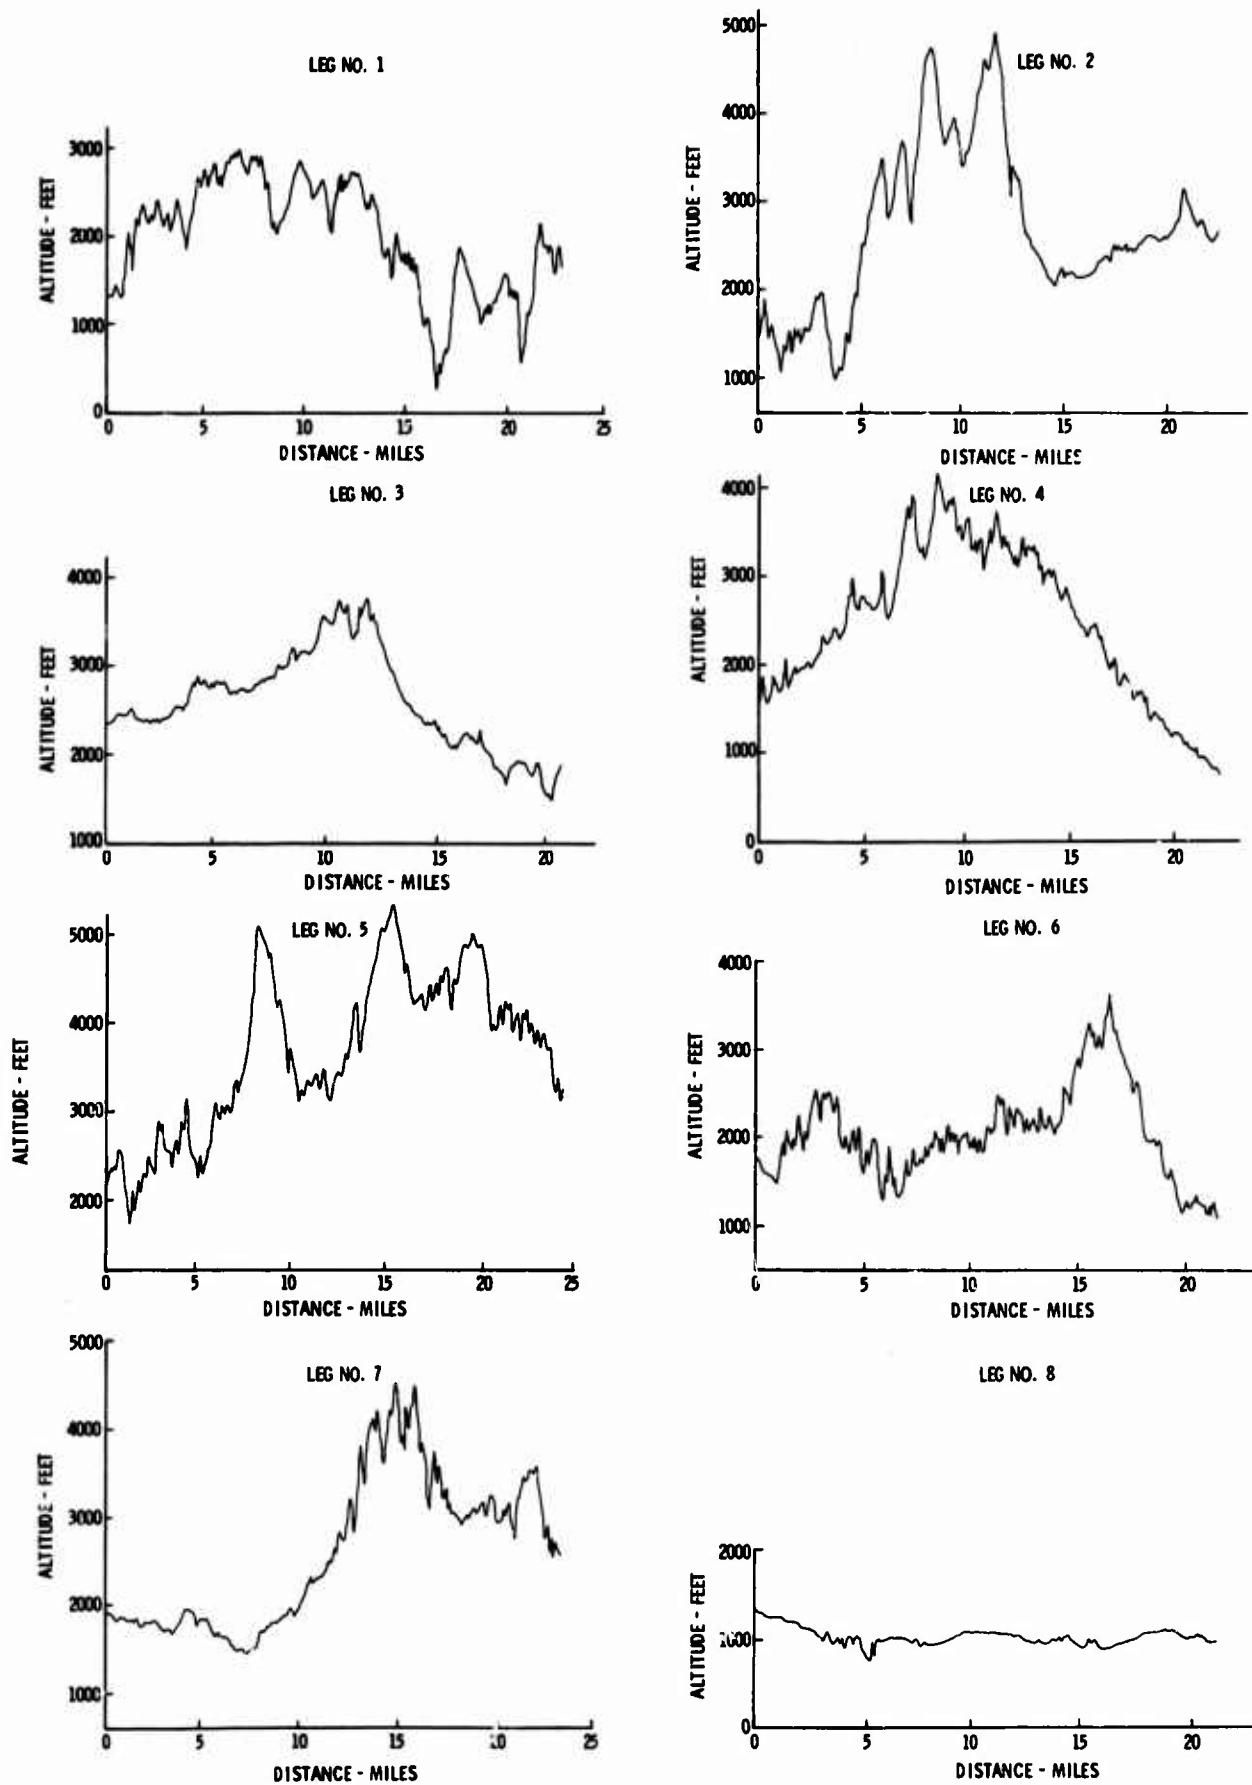 LEG NO. 1
ALTITUDE - FEET
3000
2000
1000
0
0 5 10 15 20 25
DISTANCE - MILES
LEG NO. 2
ALTITUDE - FEET
5000
4000
3000
2000
1000
0 5 10 15 20
DISTANCE - MILES
LEG NO. 3
ALTITUDE - FEET
4000
3000
2000
1000
0 5 10 15 20
DISTANCE - MILES
LEG NO. 4
ALTITUDE - FEET
4000
3000
2000
1000
0
0 5 10 15 20
DISTANCE - MILES
LEG NO. 5
ALTITUDE - FEET
5000
4000
3000
2000
0 5 10 15 20 25
DISTANCE - MILES
LEG NO. 6
ALTITUDE - FEET
4000
3000
2000
1000
0 5 10 15 20
DISTANCE - MILES
LEG NO. 7
ALTITUDE - FEET
5000
4000
3000
2000
1000
0 5 10 15 20 25
DISTANCE - MILES
LEG NO. 8
ALTITUDE - FEET
2000
1000
0
0 5 10 15 20
DISTANCE - MILES